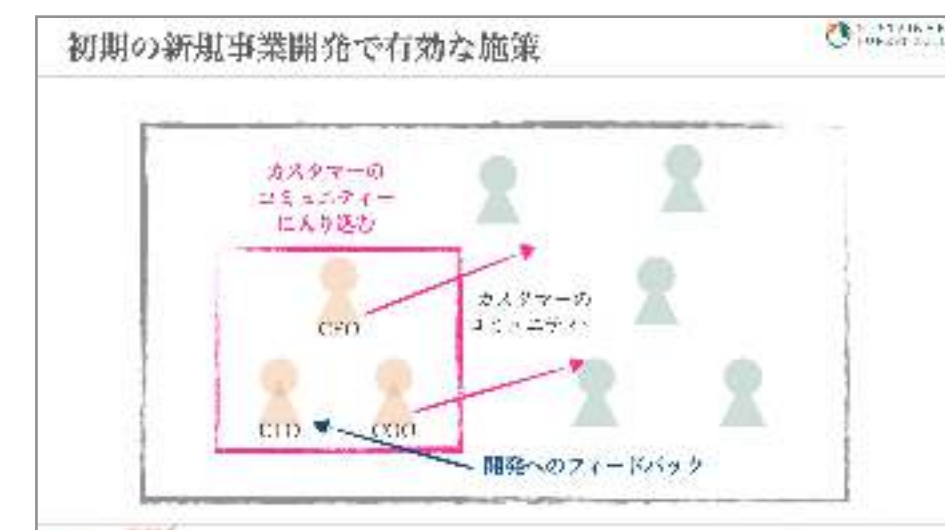 初期の新規事業開発で有効な施策
カスタマーの
コミュニティー
に入り込む
CEO
カスタマーの
コミュニティー
CTO
COO
開発へのフィードバック